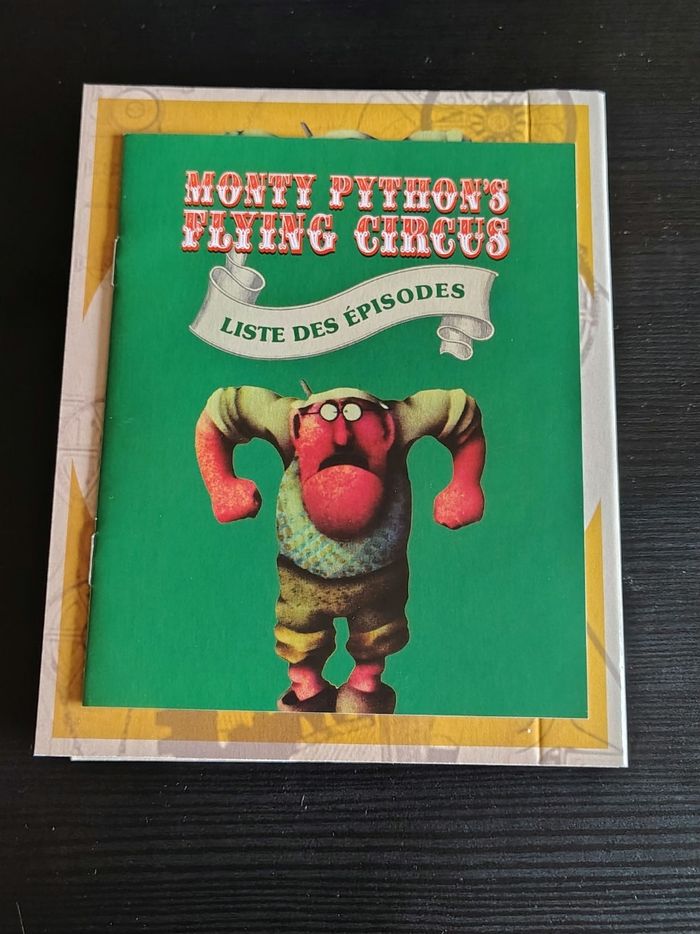 MONTY PYTHON'S
FLYING CIRCUS
LISTE DES ÉPISODES